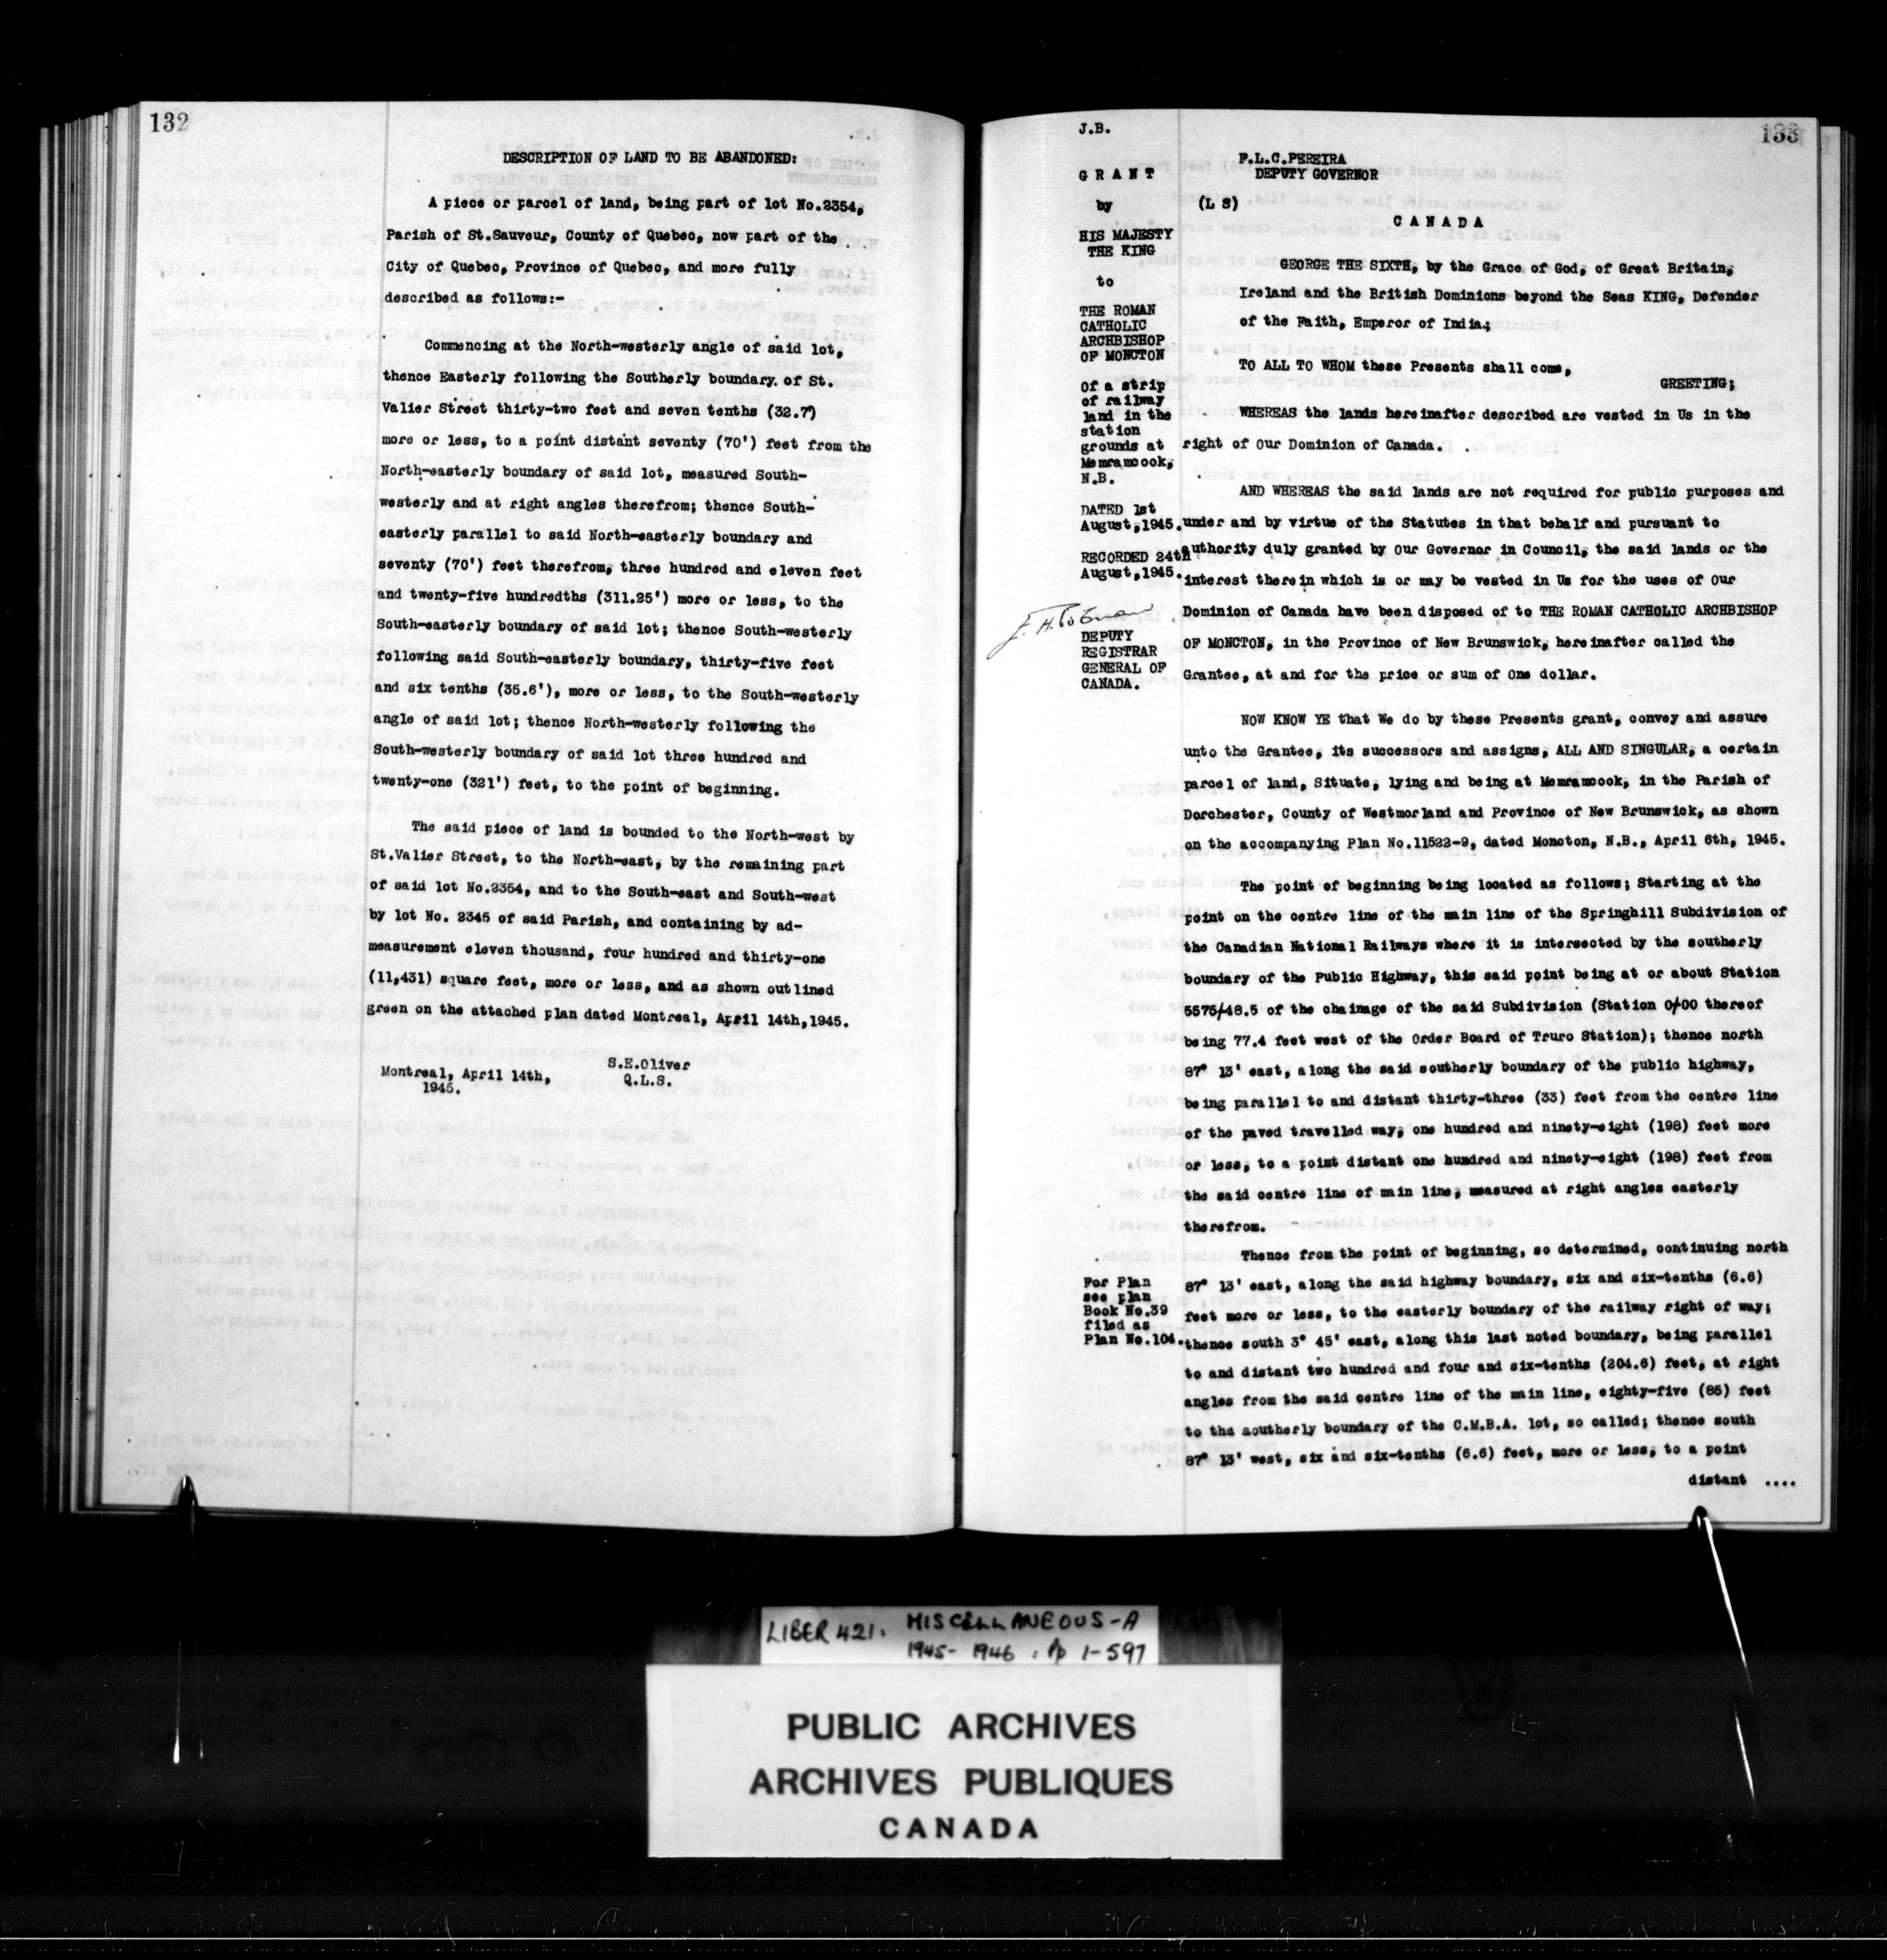 132
DESCRIPTION OF LAND TO BE ABANDONED:
A piece or parcel of land, being part of lot No.2354,
Parish of St.Sauveur, County of Quebec, now part of the
City of Quebec, Province of Quebec, and more fully
described as follows:-
Commencing at the North-westerly angle of said lot,
thence Easterly following the Southerly boundary. of St.
Valier Street thirty-two feet and seven tenths (32.7')
more or less, to a point distant seventy (70') feet from the
North-easterly boundary of said lot, measured South-
westerly and at right angles therefrom; thence South-
easterly parallel to said North-easterly boundary and
seventy (70') feet therefrom, three hundred and eleven feet
and twenty-five hundredths (311.25') more or less, to the
South-easterly boundary of said lot; thence South-westerly
following said South-easterly boundary, thirty-five feet
and six tenths (35.6'), more or less, to the South-westerly
angle of said lot; thence North-westerly following the
South-westerly boundary of said lot three hundred and
twenty-one (321') feet, to the point of beginning.
The said piece of land is bounded to the North-west by
St.Valier Street, to the North-east, by the remaining part
of said lot No.2354, and to the South-east and South-west
by lot No. 2345 of said Parish, and containing by ad-
measurement eleven thousand, four hundred and thirty-one
(11,431) square feet, more or less, and as shown outlined
green on the attached plan dated Montreal, April 14th,1945.
S.E.Oliver
Q.L.S.
Montreal, April 14th,
1945.
J.B.
133
GRANT
by
HIS MAJESTY
THE KING
to
THE ROMAN
CATHOLIC
ARCHBISHOP
OF MONCTON
of a strip
of railway
land in the
station
grounds at
Memramcook,
N.B.
DATED 1st
August,1945.
RECORDED 24th
August,1945.
DEPUTY
REGISTRAR
GENERAL OF
CANADA.
For Plan
see plan
Book No.39
filed as
Plan No.104.
P.L.C.PEREIRA
DEPUTY GOVERNOR
(L S)
CANADA
GEORGE THE SIXTH, by the Grace of God, of Great Britain,
Ireland and the British Dominions beyond the Seas KING, Defender
of the Faith, Emperor of India.;
TO ALL TO WHOM these Presents shall come,
GREETING;
WHEREAS the lands hereinafter described are vested in Us in the
right of Our Dominion of Canada.
AND WHEREAS the said lands are not required for public purposes and
under and by virtue of the Statutes in that behalf and pursuant to
authority duly granted by Our Governor in Council, the said lands or the
interest therein which is or may be vested in Us for the uses of Our
Dominion of Canada have been disposed of to THE ROMAN CATHOLIC ARCHBISHOP
OF MONCTON, in the Province of New Brunswick, hereinafter called the
Grantee, at and for the price or sum of One dollar.
NOW KNOW YE that We do by these Presents grant, convey and assure
unto the Grantee, its successors and assigns, ALL AND SINGULAR, a certain
parcel of land, Situate, lying and being at Memramcook, in the Parish of
Dorchester, County of Westmorland and Province of New Brunswick, as shown
on the accompanying Plan No.11522-9, dated Moncton, N.B., April 6th, 1945.
The point of beginning being located as follows; Starting at the
point on the centre line of the main line of the Springhill Subdivision of
the Canadian National Railways where it is intersected by the southerly
boundary of the Public Highway, this said point being at or about Station
5575/48.5 of the chainage of the said Subdivision (Station 0/00 thereof
being 77.4 feet west of the Order Board of Truro Station); thence north
87° 13' east, along the said southerly boundary of the public highway,
being parallel to and distant thirty-three (33) feet from the centre line
of the paved travelled way, one hundred and ninety-eight (198) feet more
or less, to a point distant one hundred and ninety-eight (198) feet from
the said centre line of main line, measured at right angles easterly
therefrom.
Thence from the point of beginning, so determined, continuing north
87° 13' east, along the said highway boundary, six and six-tenths (6.6)
feet more or less, to the easterly boundary of the railway right of way;
thence south 3° 45' east, along this last noted boundary, being parallel
to and distant two hundred and four and six-tenths (204.6) feet, at right
angles from the said centre line of the main line, eighty-five (85) feet
to the southerly boundary of the C.M.B.A. lot, so called; thence south
87° 13' west, six and six-tenths (6.6) feet, more or less, to a point
distant ....
LIBER 421. MISCELLANEOUS-A
1945-1946. Pp 1-597
PUBLIC ARCHIVES
ARCHIVES PUBLIQUES
CANADA